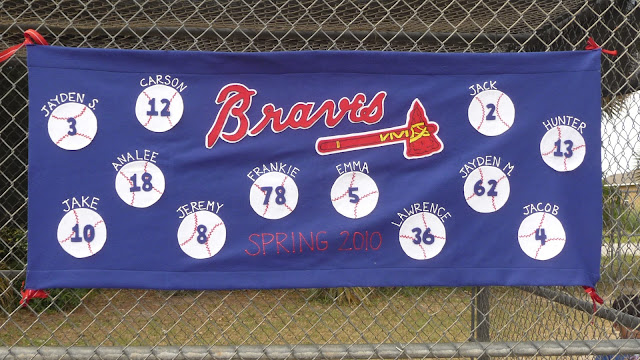 Braves
JAYDEN S
3
CARSON
12
JACK
2
HUNTER
13
ANALEE
18
FRANKIE
78
EMMA
5
JAYDEN M.
62
JAKE
10
JEREMY
8
LAWRENCE
36
JACOB
4
SPRING 2010